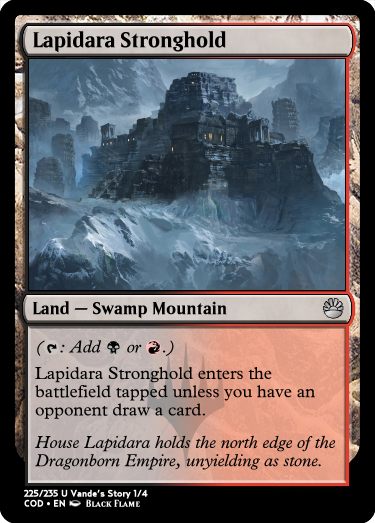 Lapidara Stronghold
Land — Swamp Mountain
(: Add or .)
Lapidara Stronghold enters the
battlefield tapped unless you have an
opponent draw a card.
House Lapidara holds the north edge of the
Dragonborn Empire, unyielding as stone.
225/235 U Vande's Story 1/4
COD • EN Black Flame